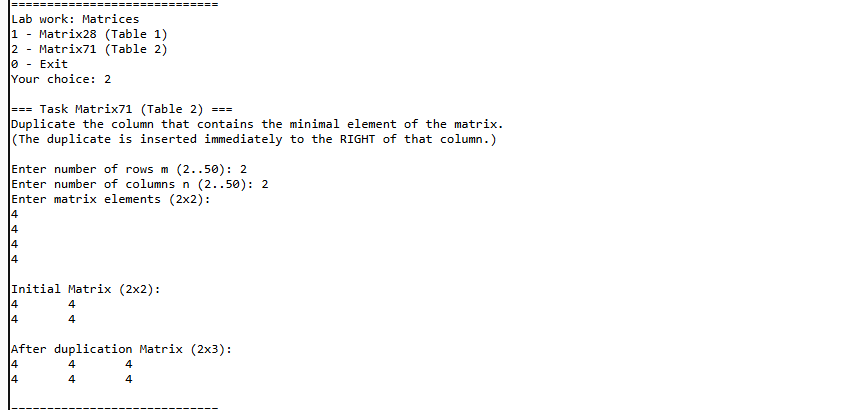 =============================
Lab work: Matrices
1 - Matrix28 (Table 1)
2 - Matrix71 (Table 2)
0 - Exit
Your choice: 2
=== Task Matrix71 (Table 2) ===
Duplicate the column that contains the minimal element of the matrix.
(The duplicate is inserted immediately to the RIGHT of that column.)
Enter number of rows m (2..50): 2
Enter number of columns n (2..50): 2
Enter matrix elements (2x2):
4
4
4
4
Initial Matrix (2x2):
4 4
4 4
After duplication Matrix (2x3):
4 4 4
4 4 4
=============================